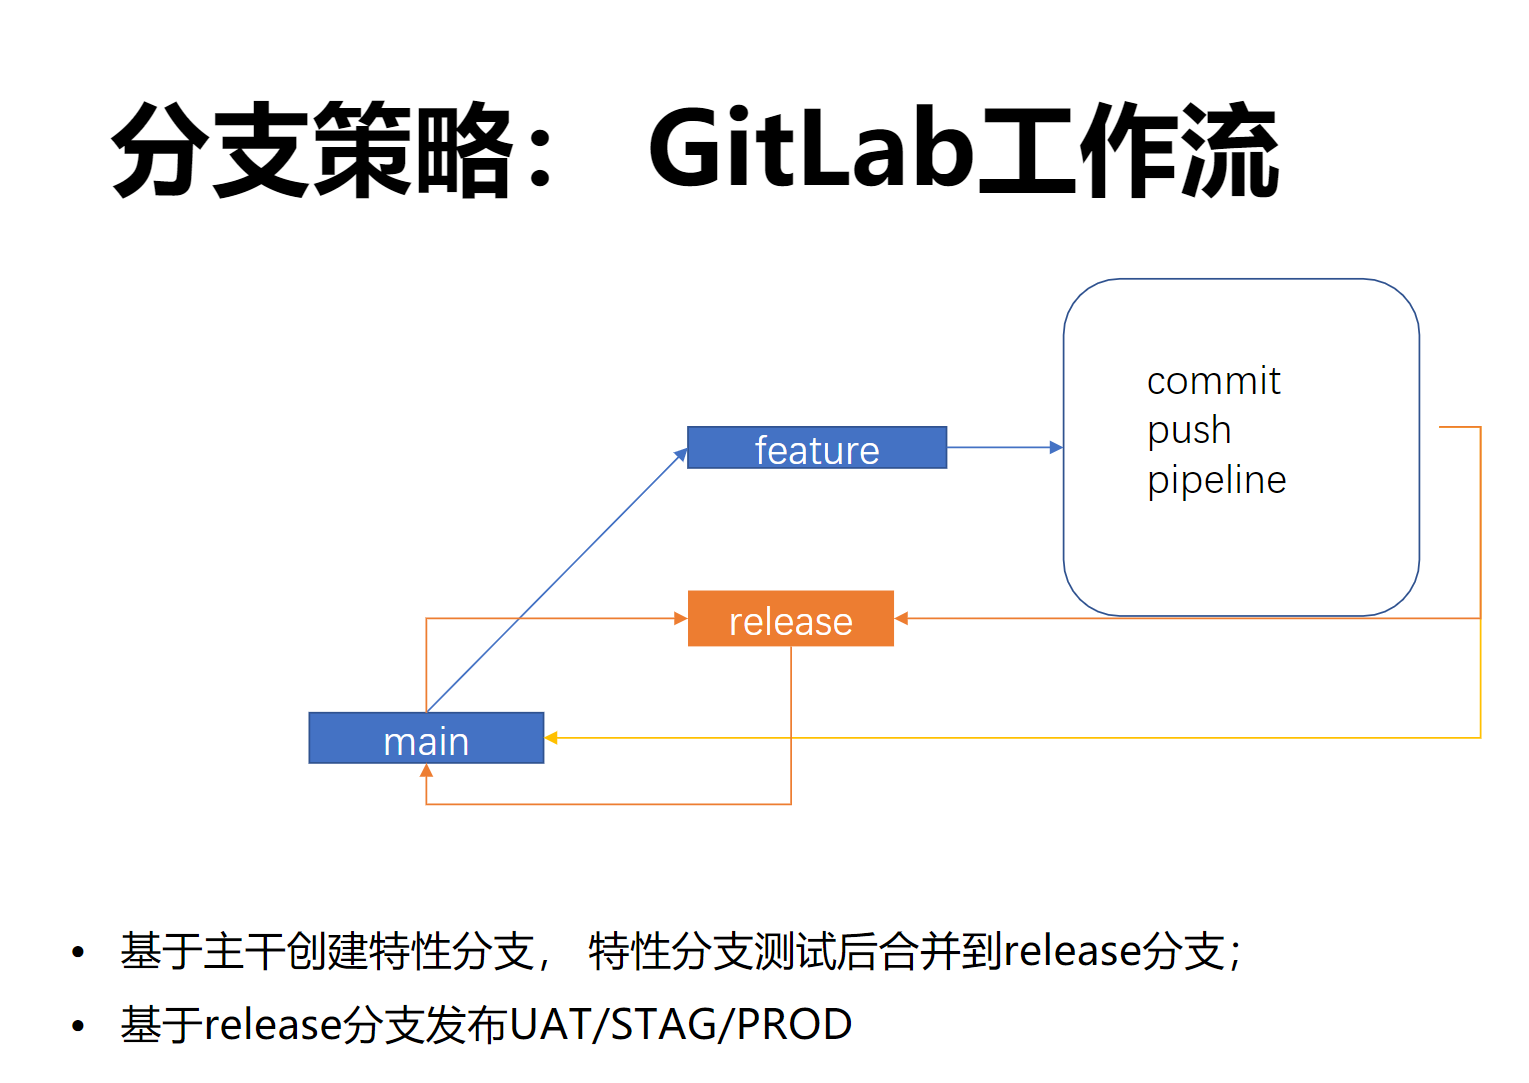 分支策略： GitLab工作流
commit
push
pipeline
feature
release
main
• 基于主干创建特性分支， 特性分支测试后合并到release分支；
• 基于release分支发布UAT/STAG/PROD